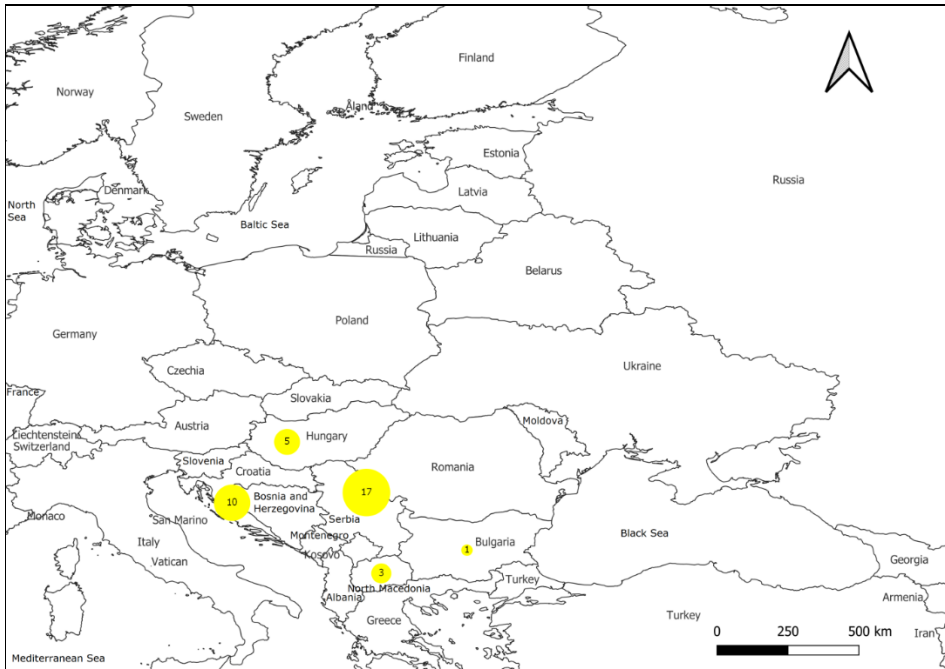 Finland
Norway
Åland
Sweden
Estonia
Russia
Denmark
Latvia
North
Sea
Baltic Sea
Lithuania
Russia
Belarus
Poland
Germany
Ukraine
Czechia
France
Slovakia
Moldova
Austria
Liechtenstein
Switzerland
5
Hungary
Slovenia
Romania
Croatia
17
10
Bosnia and
Herzegovina
Monaco
San Marino
Serbia
Black Sea
Montenegro
Italy
Bulgaria
1
Kosovo
Vatican
Georgia
3
Turkey
North Macedonia
Albania
Armenia
Greece
Turkey
Iran
0 250 500 km
Mediterranean Sea